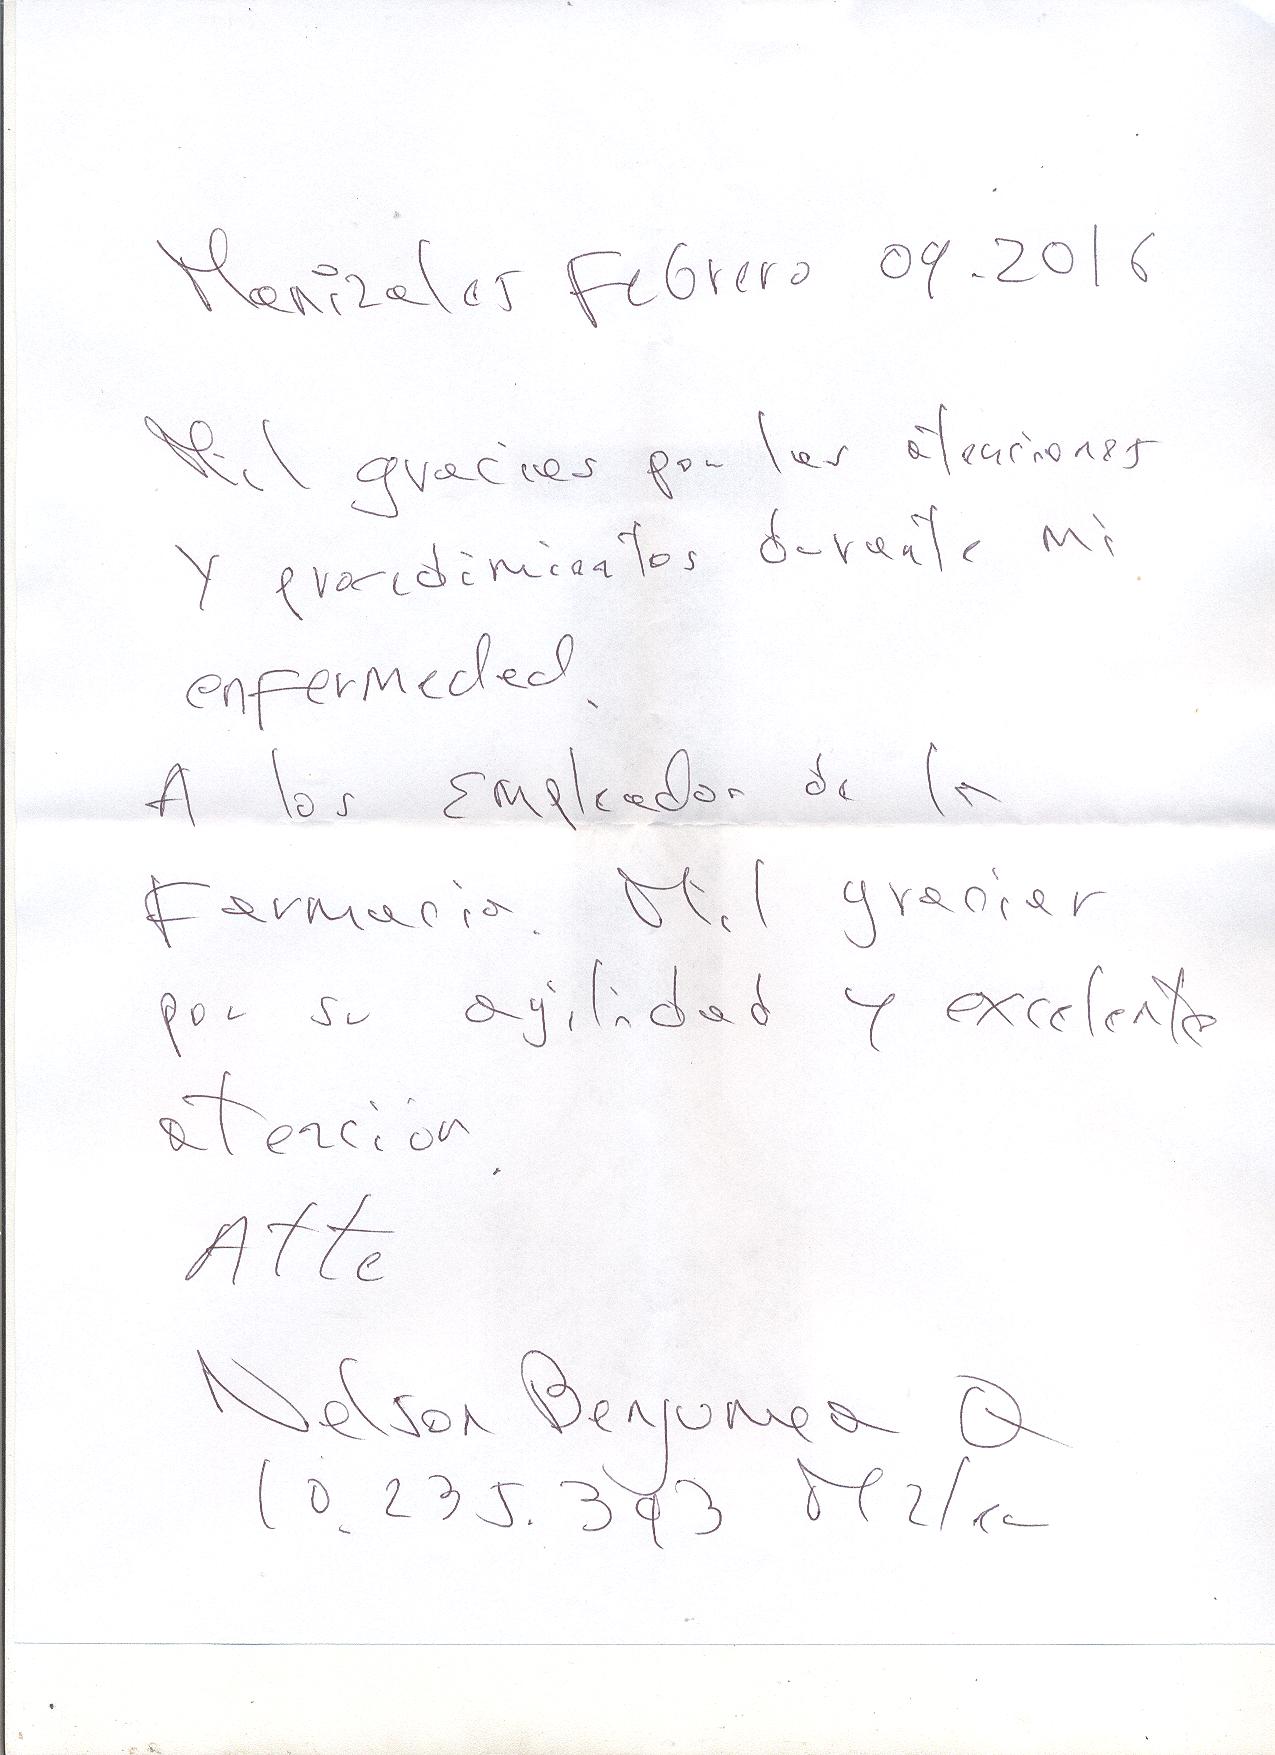 Manizales Febrero 09.2016
Mil gracias por las atenciones
Y procedimientos durante mi
enfermedad.
A los Empleados de la
Farmacia. Mil gracias
por su agilidad y excelente
atención.
Atte
Nelson Benjumea Q
10.235.393 Mzles